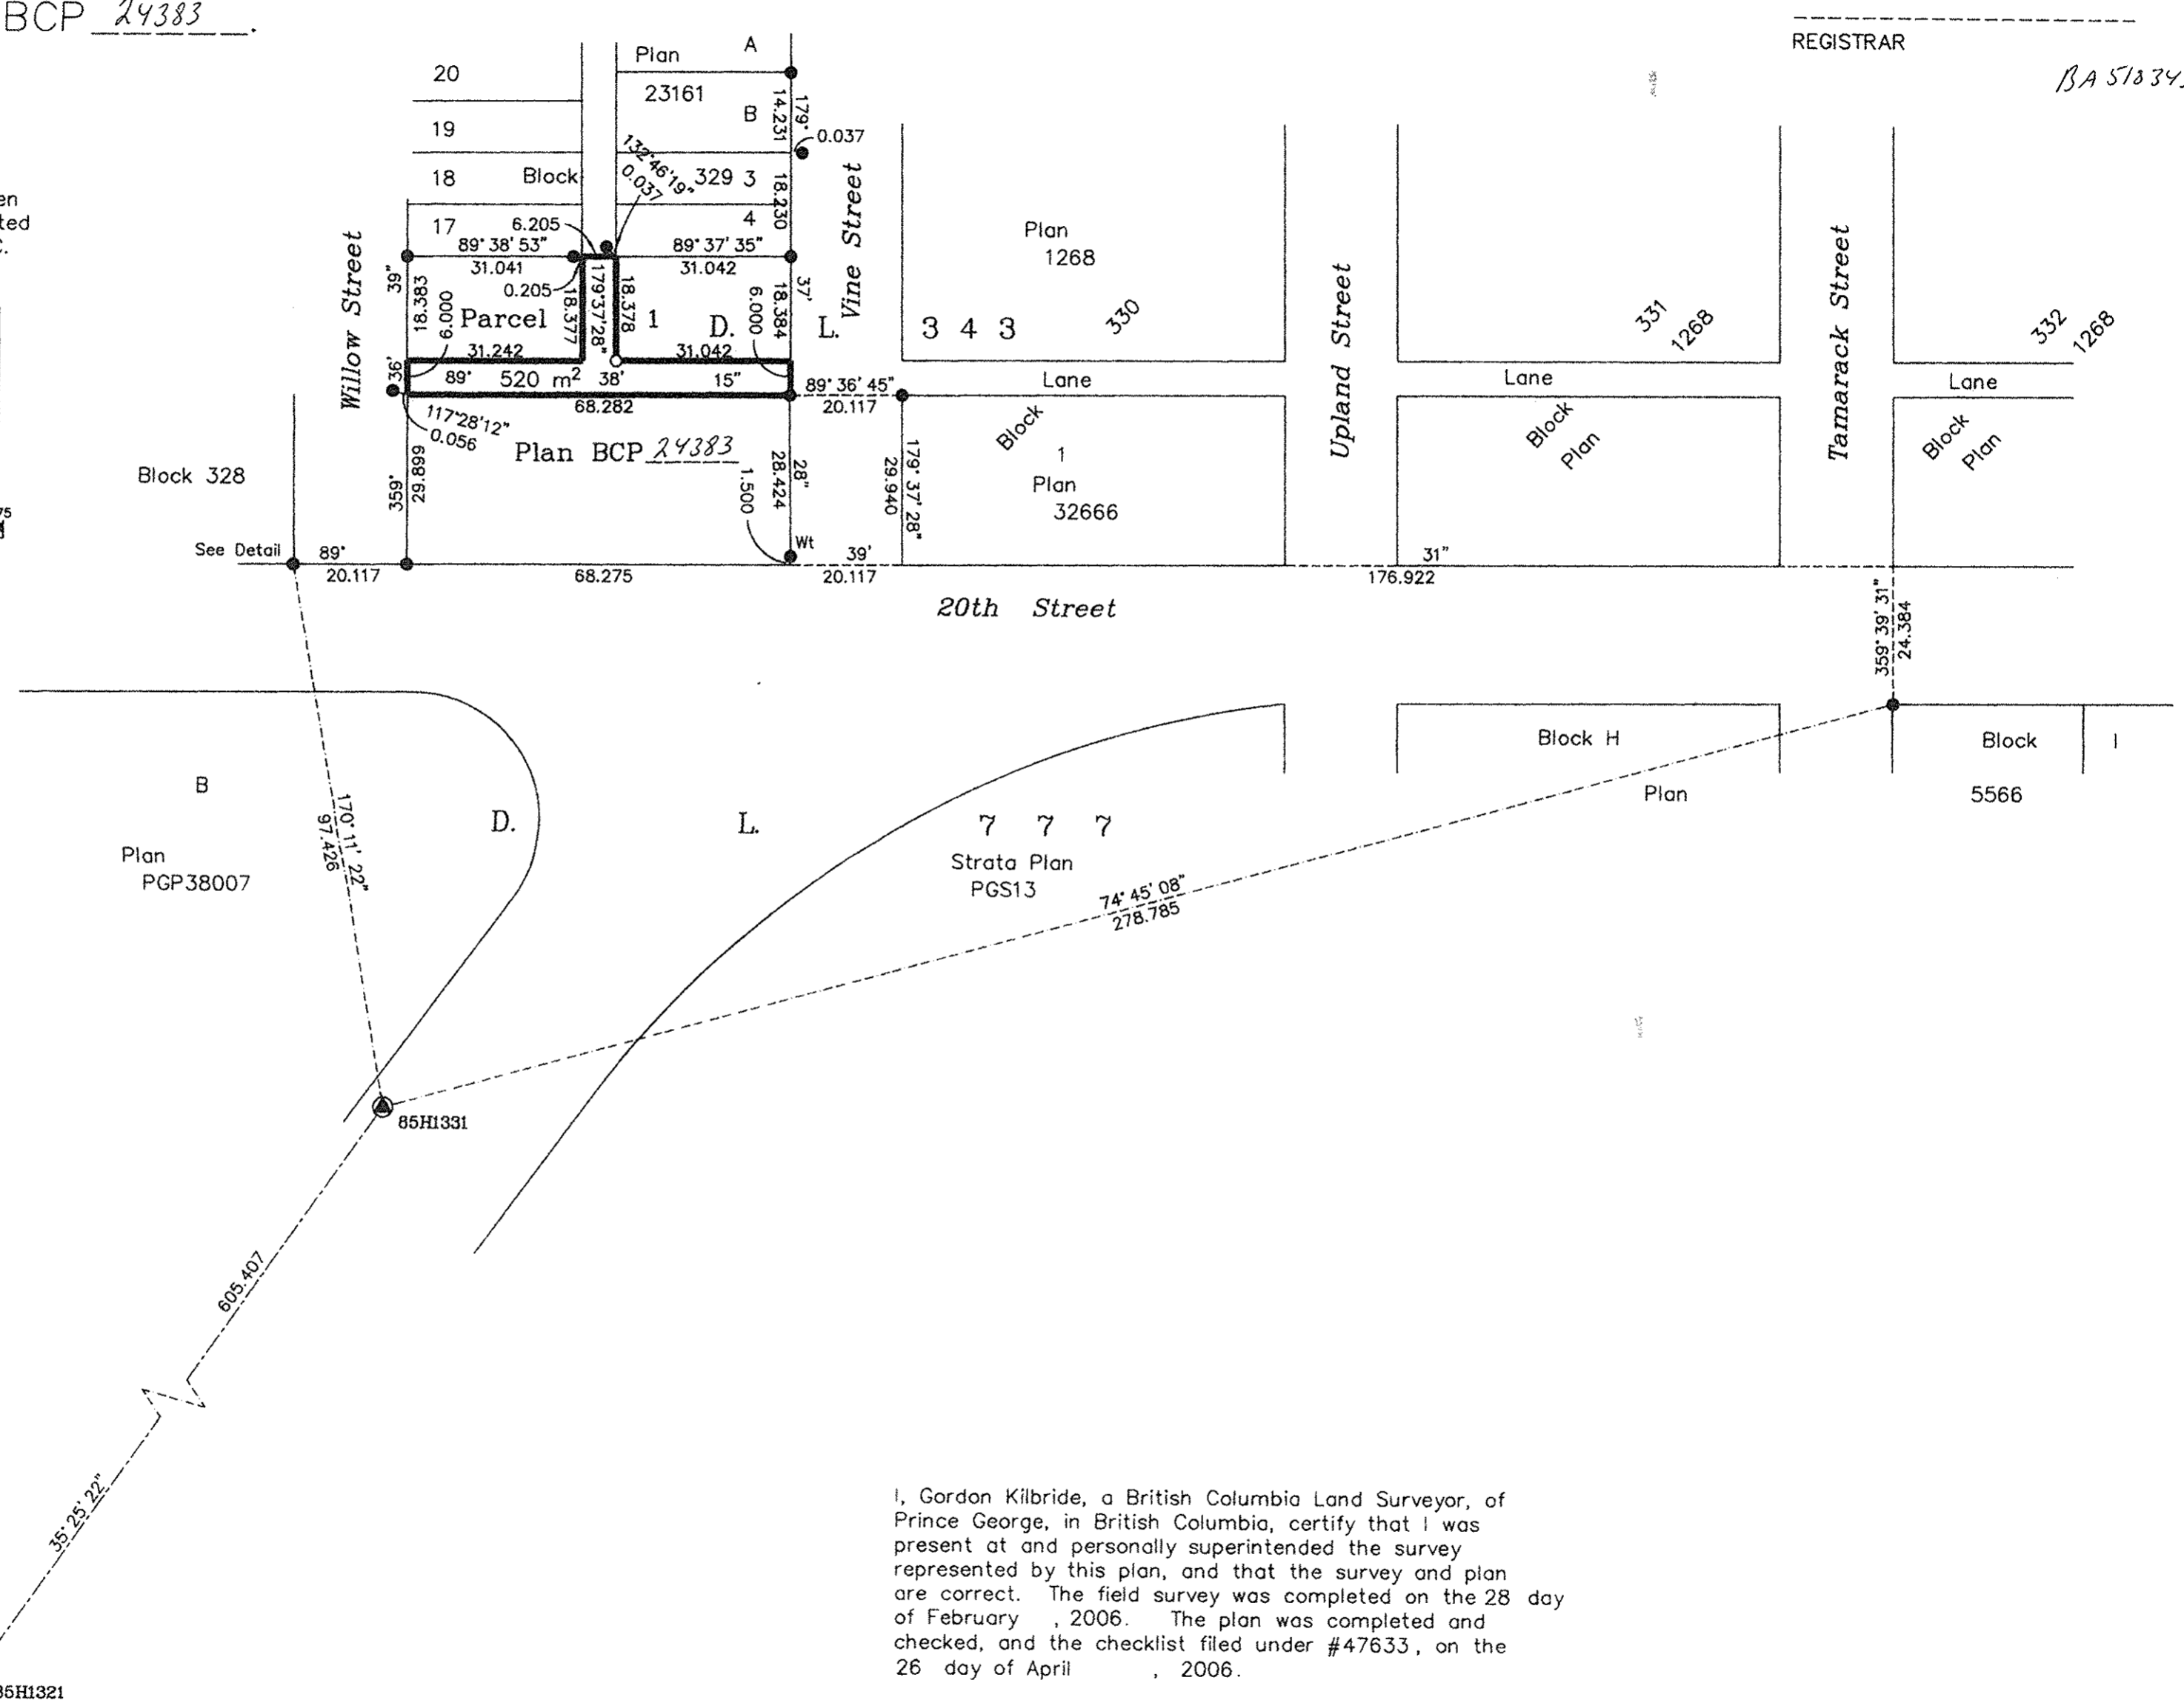 BCP 24383.
REGISTRAR
20
19
18
17
Block
Plan
23161
A
B
329 3
4
14.231
179°
0.037
18.230
132°46'19"
0.037
6.205
89° 38' 53"
31.041
89° 37' 35"
31.042
0.205
39"
18.383
6.000
18.377
179°37'28"
18.378
6.000
18.384
37'
Parcel 1
D. L. 3 4 3
31.242
31.042
36'
89° 520 m² 38' 15"
68.282
89° 36' 45"
20.117
117°28'12"
0.056
Plan BCP 24383
359°
29.899
1.500
28.424
28"
179° 37' 28"
29.940
Wt
Willow Street
Vine Street
Upland Street
Tamarack Street
Plan
1268
330
331
1268
332
1268
Lane
Lane
Lane
Block
1
Plan
32666
Block
Plan
Block
Plan
Block 328
See Detail
89°
20.117
68.275
39'
20.117
31"
176.922
20th Street
359° 39' 31"
24.384
Block H
Block I
Plan
5566
B
Plan
PGP38007
D. L. 7 7 7
Strata Plan
PGS13
170° 11' 22"
97.426
74° 45' 08"
278.785
85H1331
605.407
35° 25' 22"
I, Gordon Kilbride, a British Columbia Land Surveyor, of
Prince George, in British Columbia, certify that I was
present at and personally superintended the survey
represented by this plan, and that the survey and plan
are correct. The field survey was completed on the 28 day
of February , 2006. The plan was completed and
checked, and the checklist filed under #47633, on the
26 day of April , 2006.